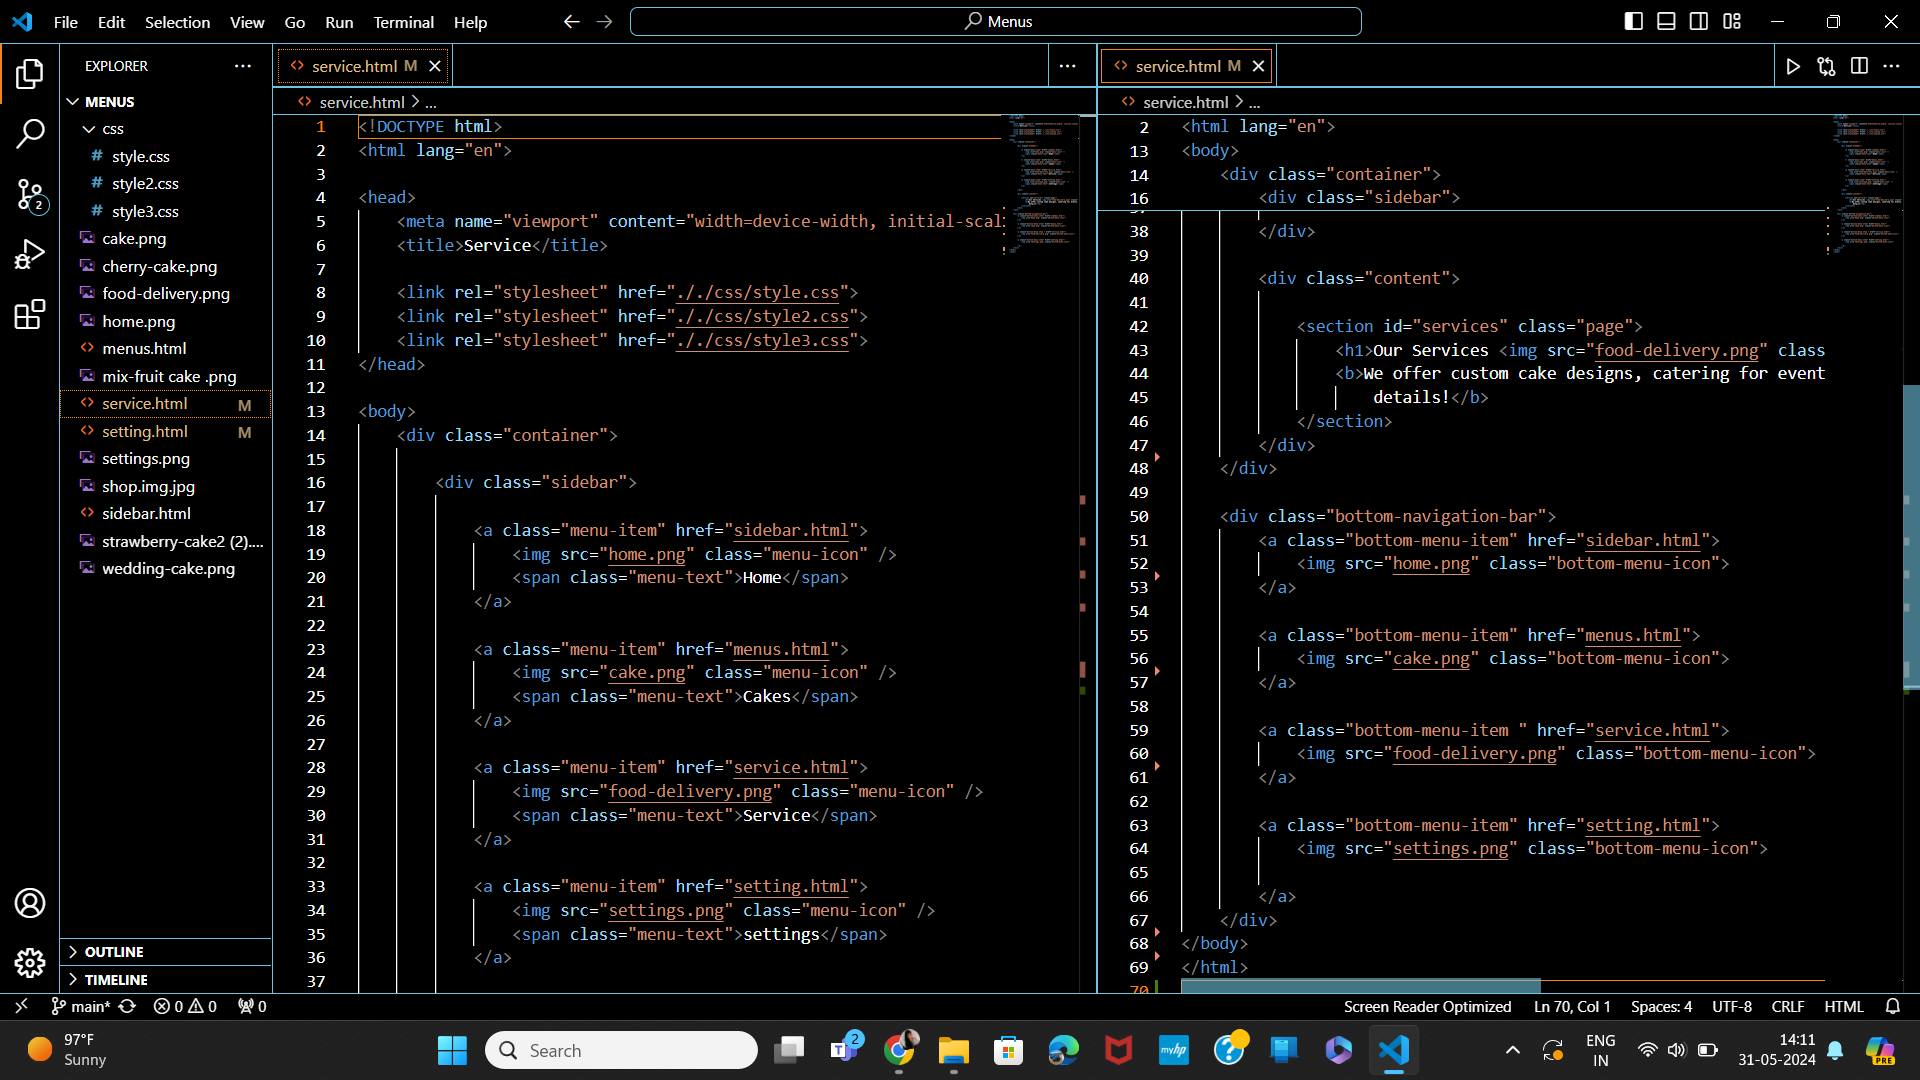 File Edit Selection View Go Run Terminal Help
Menus
EXPLORER
MENUS
css
# style.css
# style2.css
# style3.css
cake.png
cherry-cake.png
food-delivery.png
home.png
menus.html
mix-fruit cake .png
service.html M
setting.html M
settings.png
shop.img.jpg
sidebar.html
strawberry-cake2 (2)....
wedding-cake.png
OUTLINE
TIMELINE
service.html M
service.html > ...
1 <!DOCTYPE html>
2 <html lang="en">
3
4 <head>
5 <meta name="viewport" content="width=device-width, initial-scal
6 <title>Service</title>
7
8 <link rel="stylesheet" href="././css/style.css">
9 <link rel="stylesheet" href="././css/style2.css">
10 <link rel="stylesheet" href="././css/style3.css">
11 </head>
12
13 <body>
14 <div class="container">
15
16 <div class="sidebar">
17
18 <a class="menu-item" href="sidebar.html">
19 <img src="home.png" class="menu-icon" />
20 <span class="menu-text">Home</span>
21 </a>
22
23 <a class="menu-item" href="menus.html">
24 <img src="cake.png" class="menu-icon" />
25 <span class="menu-text">Cakes</span>
26 </a>
27
28 <a class="menu-item" href="service.html">
29 <img src="food-delivery.png" class="menu-icon" />
30 <span class="menu-text">Service</span>
31 </a>
32
33 <a class="menu-item" href="setting.html">
34 <img src="settings.png" class="menu-icon" />
35 <span class="menu-text">settings</span>
36 </a>
37
service.html M
service.html > ...
2 <html lang="en">
13 <body>
14 <div class="container">
16 <div class="sidebar">
38 </div>
39
40 <div class="content">
41
42 <section id="services" class="page">
43 <h1>Our Services <img src="food-delivery.png" class
44 <b>We offer custom cake designs, catering for event
45 details!</b>
46 </section>
47 </div>
48 </div>
49
50 <div class="bottom-navigation-bar">
51 <a class="bottom-menu-item" href="sidebar.html">
52 <img src="home.png" class="bottom-menu-icon">
53 </a>
54
55 <a class="bottom-menu-item" href="menus.html">
56 <img src="cake.png" class="bottom-menu-icon">
57 </a>
58
59 <a class="bottom-menu-item " href="service.html">
60 <img src="food-delivery.png" class="bottom-menu-icon">
61 </a>
62
63 <a class="bottom-menu-item" href="setting.html">
64 <img src="settings.png" class="bottom-menu-icon">
65
66 </a>
67 </div>
68 </body>
69 </html>
70
2
main* 0 0 0
Screen Reader Optimized Ln 70, Col 1 Spaces: 4 UTF-8 CRLF HTML
97°F
Sunny
Search
2
myhp
PRE
ENG
IN
14:11
31-05-2024